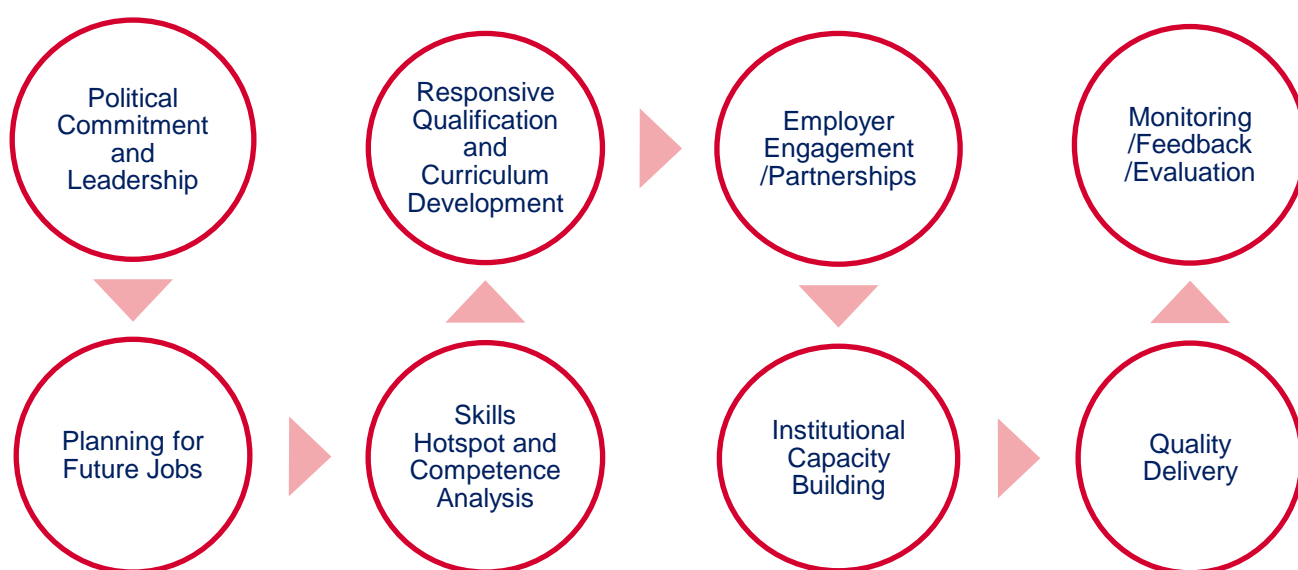 Political
Commitment
and
Leadership
Planning for
Future Jobs
Skills
Hotspot and
Competence
Analysis
Responsive
Qualification
and
Curriculum
Development
Employer
Engagement
/Partnerships
Institutional
Capacity
Building
Quality
Delivery
Monitoring
/Feedback
/Evaluation